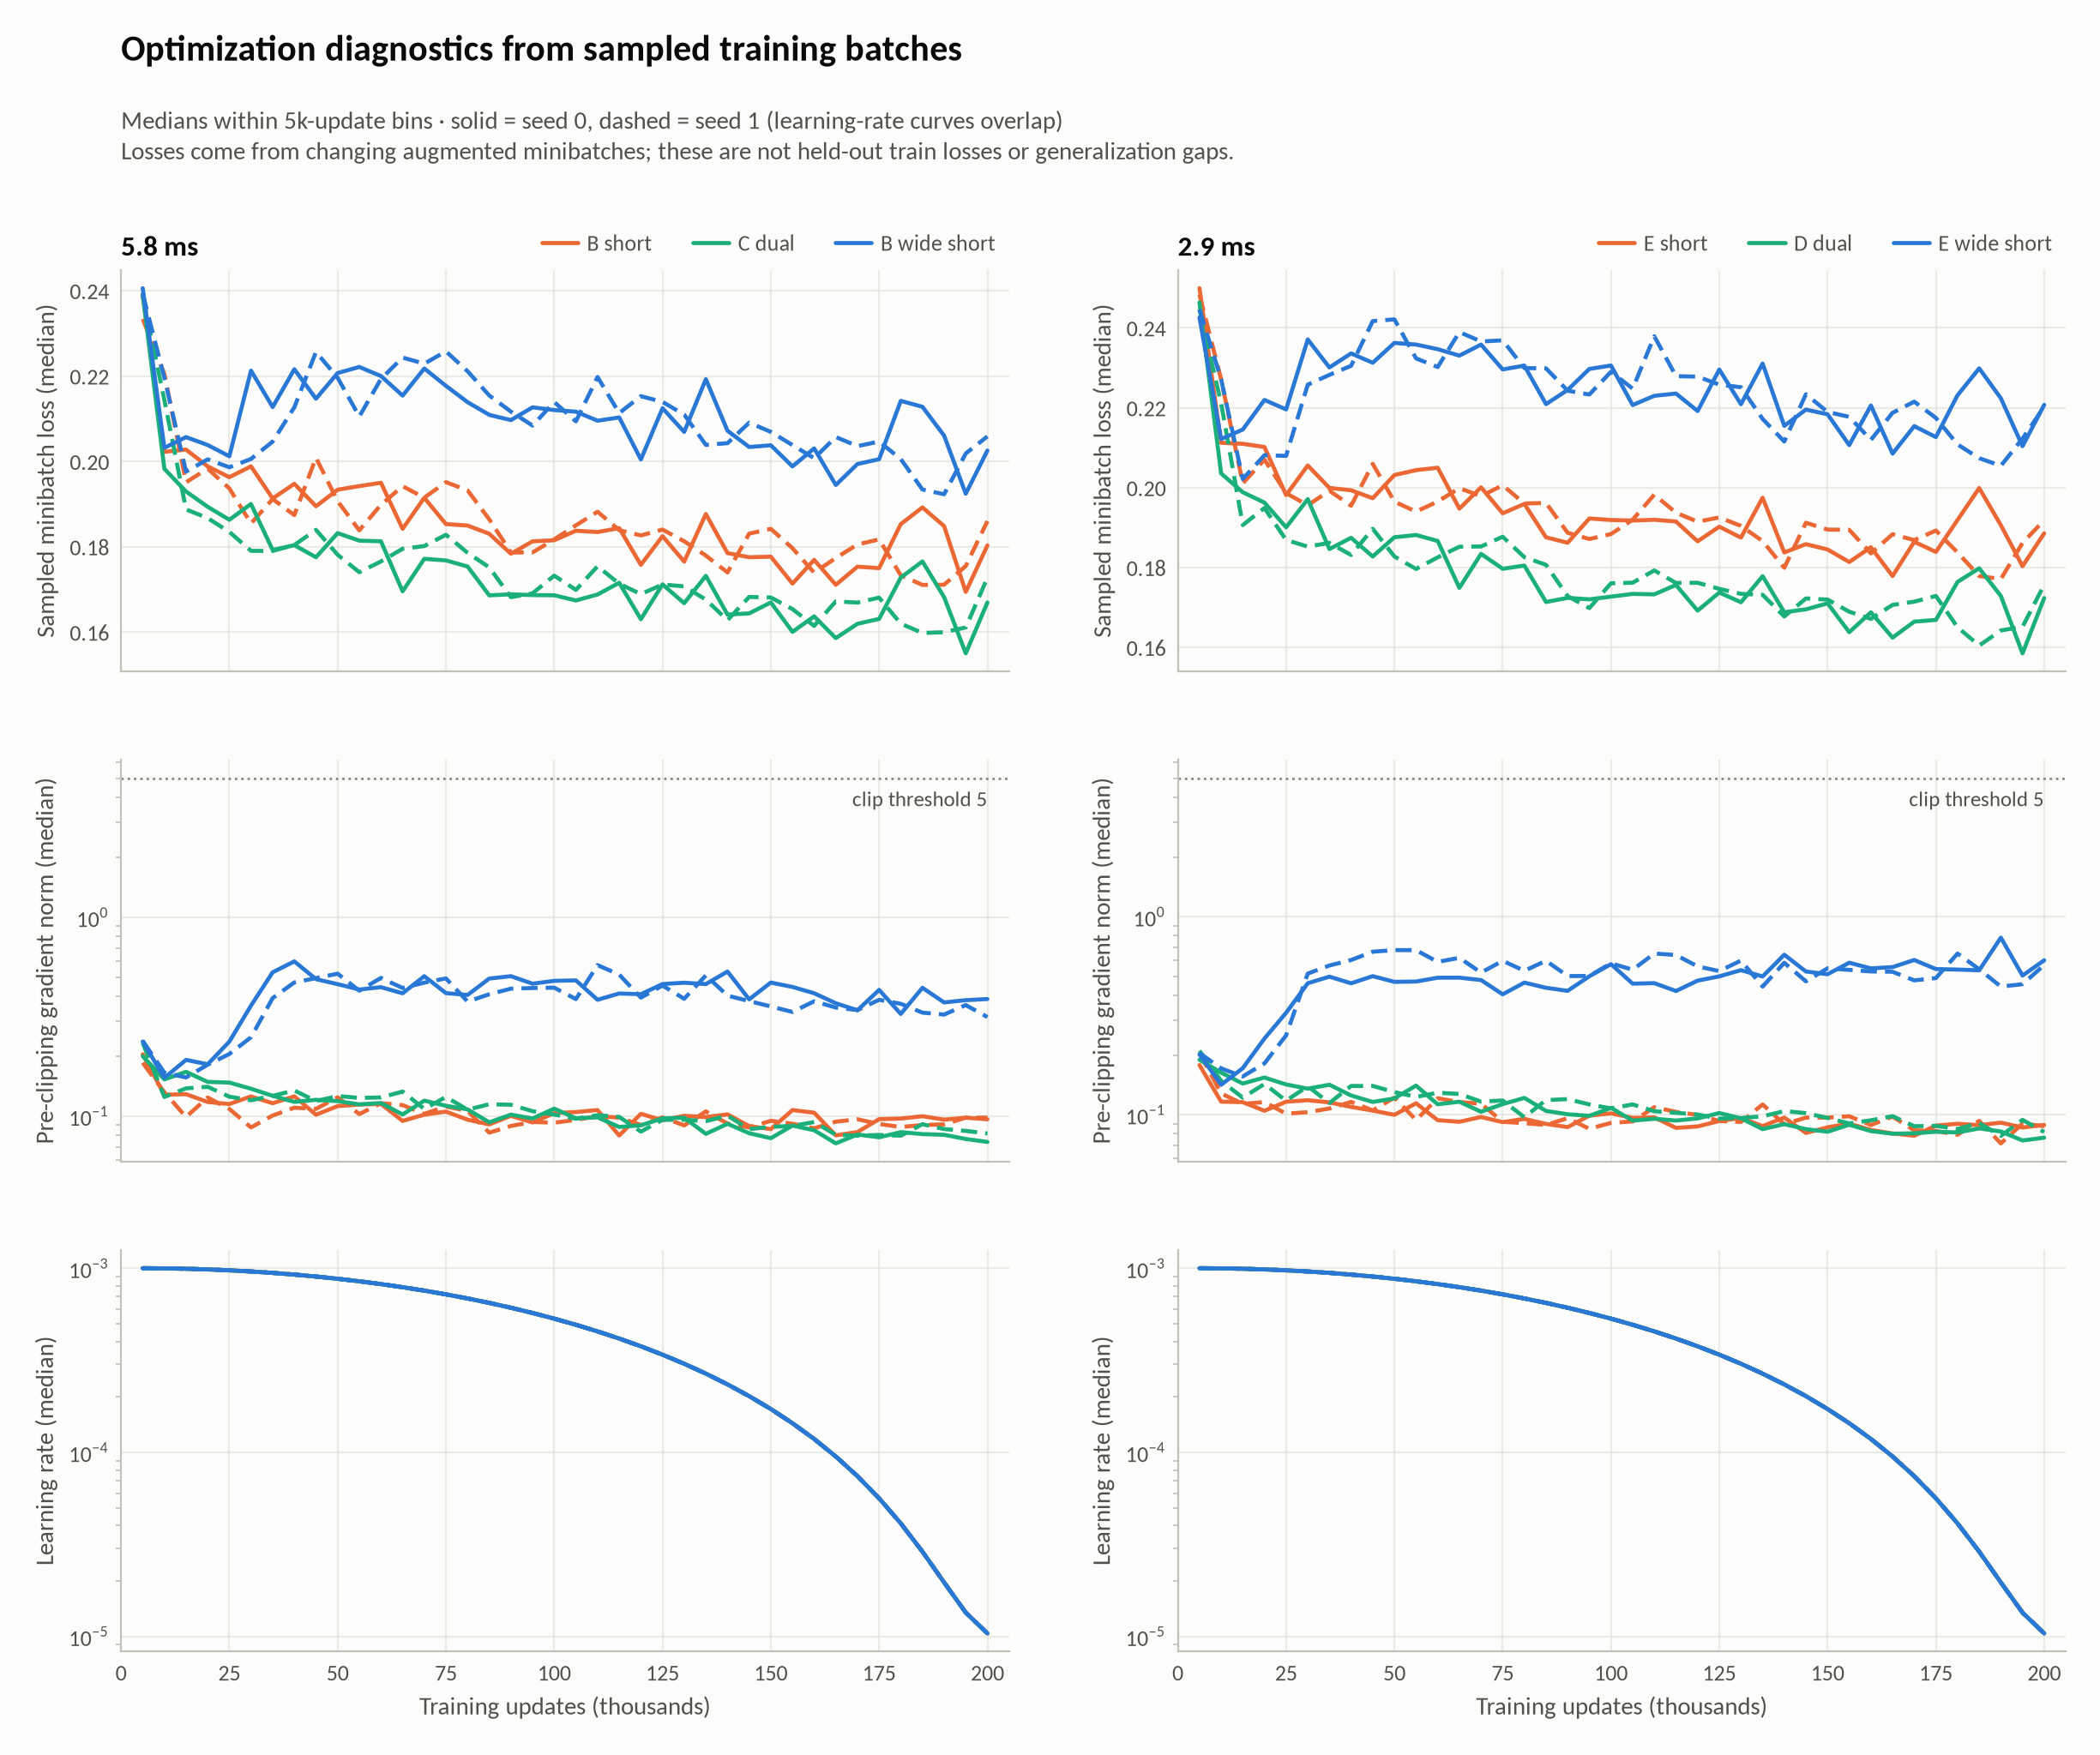 Optimization diagnostics from sampled training batches
Medians within 5k-update bins · solid = seed 0, dashed = seed 1 (learning-rate curves overlap)
Losses come from changing augmented minibatches; these are not held-out train losses or generalization gaps.
5.8 ms
B short
C dual
B wide short
Sampled minibatch loss (median)
0.24
0.22
0.20
0.18
0.16
2.9 ms
E short
D dual
E wide short
Sampled minibatch loss (median)
0.24
0.22
0.20
0.18
0.16
Pre-clipping gradient norm (median)
clip threshold 5
10⁰
10⁻¹
Pre-clipping gradient norm (median)
clip threshold 5
10⁰
10⁻¹
Learning rate (median)
10⁻³
10⁻⁴
10⁻⁵
0 25 50 75 100 125 150 175 200
Training updates (thousands)
Learning rate (median)
10⁻³
10⁻⁴
10⁻⁵
0 25 50 75 100 125 150 175 200
Training updates (thousands)